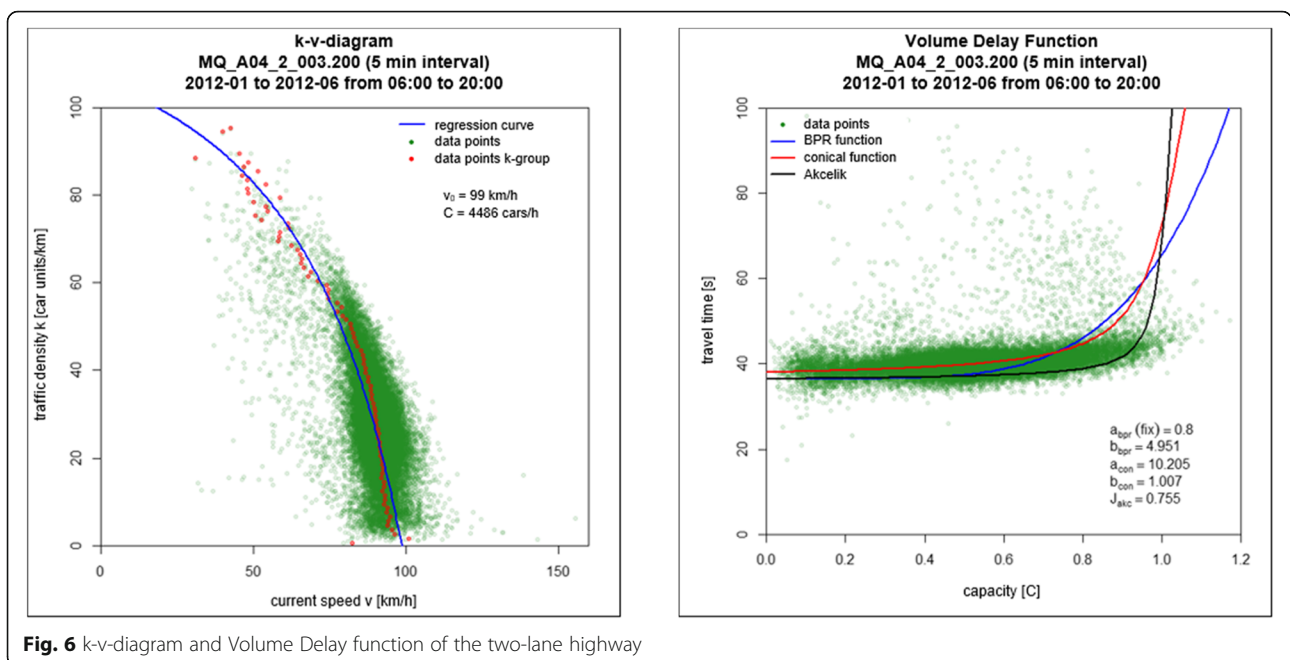 k-v-diagram
MQ_A04_2_003.200 (5 min interval)
2012-01 to 2012-06 from 06:00 to 20:00
regression curve
data points
data points k-group
v₀ = 99 km/h
C = 4486 cars/h
traffic density k [car units/km]
100
80
60
40
20
0
0 50 100 150
current speed v [km/h]
Volume Delay Function
MQ_A04_2_003.200 (5 min interval)
2012-01 to 2012-06 from 06:00 to 20:00
data points
BPR function
conical function
Akcelik
travel time [s]
100
80
60
40
20
0
a_bpr (fix) = 0.8
b_bpr = 4.951
a_con = 10.205
b_con = 1.007
J_akc = 0.755
0.0 0.2 0.4 0.6 0.8 1.0 1.2
capacity [C]
Fig. 6 k-v-diagram and Volume Delay function of the two-lane highway